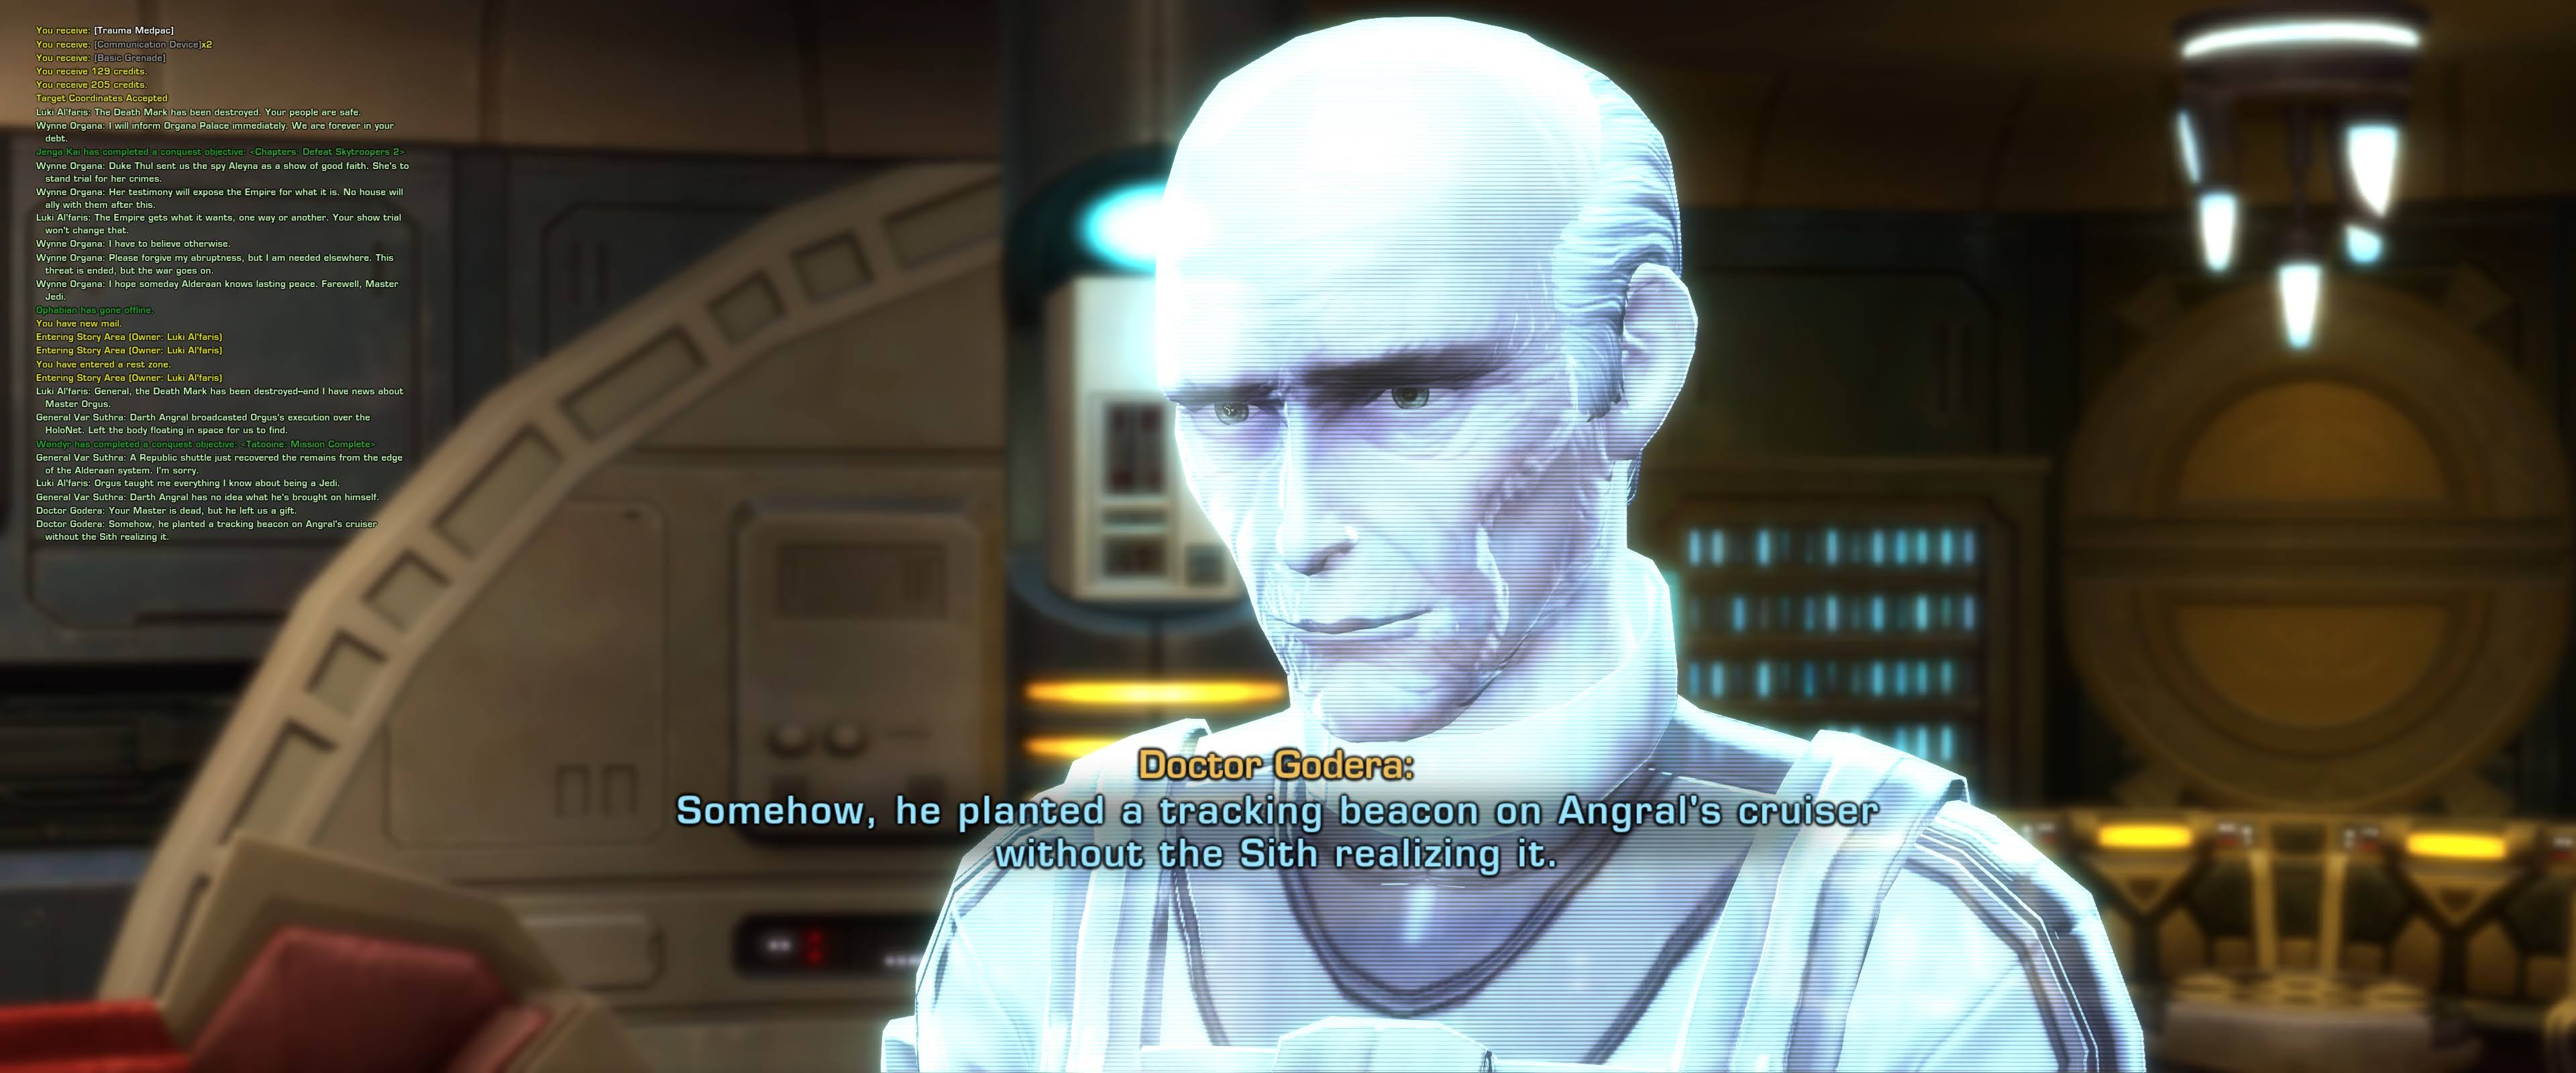 You receive: [Trauma Medpac]
You receive: [Communication Device]x2
You receive: [Basic Grenade]
You receive 129 credits.
You receive 205 credits.
Target Coordinates Accepted
Luki Al'faris: The Death Mark has been destroyed. Your people are safe.
Wynne Organa: I will inform Organa Palace immediately. We are forever in your
debt.
Jenga Kai has completed a conquest objective: <Chapters: Defeat Skytroopers 2>
Wynne Organa: Duke Thul sent us the spy Aleyna as a show of good faith. She's to
stand trial for her crimes.
Wynne Organa: Her testimony will expose the Empire for what it is. No house will
ally with them after this.
Luki Al'faris: The Empire gets what it wants, one way or another. Your show trial
won't change that.
Wynne Organa: I have to believe otherwise.
Wynne Organa: Please forgive my abruptness, but I am needed elsewhere. This
threat is ended, but the war goes on.
Wynne Organa: I hope someday Alderaan knows lasting peace. Farewell, Master
Jedi.
Ophabian has gone offline.
You have new mail.
Entering Story Area (Owner: Luki Al'faris)
Entering Story Area (Owner: Luki Al'faris)
You have entered a rest zone.
Entering Story Area (Owner: Luki Al'faris)
Luki Al'faris: General, the Death Mark has been destroyed—and I have news about
Master Orgus.
General Var Suthra: Darth Angral broadcasted Orgus's execution over the
HoloNet. Left the body floating in space for us to find.
Wandyr has completed a conquest objective: <Tatooine: Mission Complete>
General Var Suthra: A Republic shuttle just recovered the remains from the edge
of the Alderaan system. I'm sorry.
Luki Al'faris: Orgus taught me everything I know about being a Jedi.
General Var Suthra: Darth Angral has no idea what he's brought on himself.
Doctor Godera: Your Master is dead, but he left us a gift.
Doctor Godera: Somehow, he planted a tracking beacon on Angral's cruiser
without the Sith realizing it.
Doctor Godera:
Somehow, he planted a tracking beacon on Angral's cruiser
without the Sith realizing it.